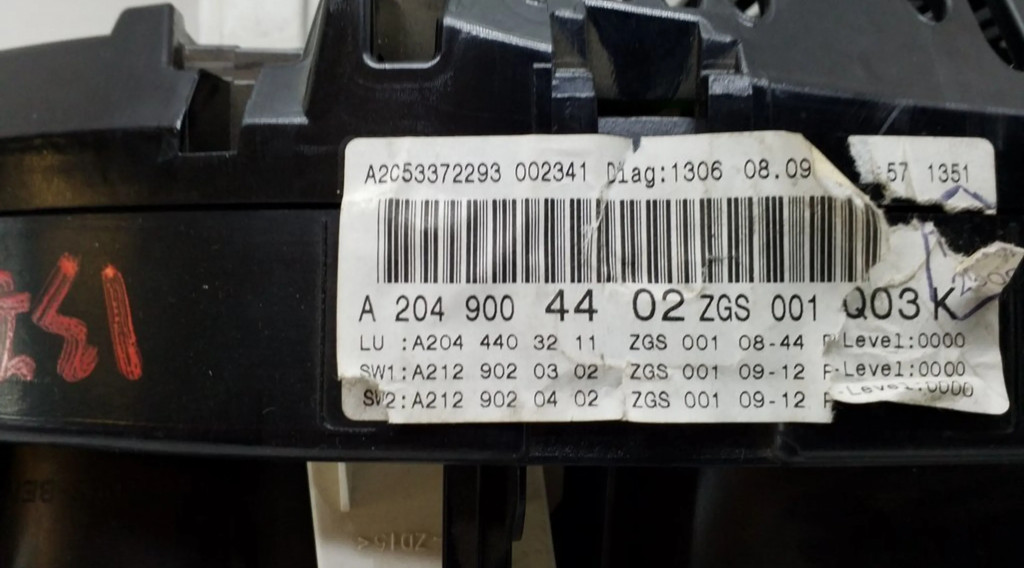 A2C53372293 002341 Diag:1306 08.09 57 1351
A 204 900 44 02 ZGS 001 Q03 K
LU :A204 440 32 11 ZGS 001 08-44 Level:0000
SW1:A212 902 03 02 ZGS 001 09-12 P-Level:0000
SW2:A212 902 04 02 ZGS 001 09-12 P-Level:0000